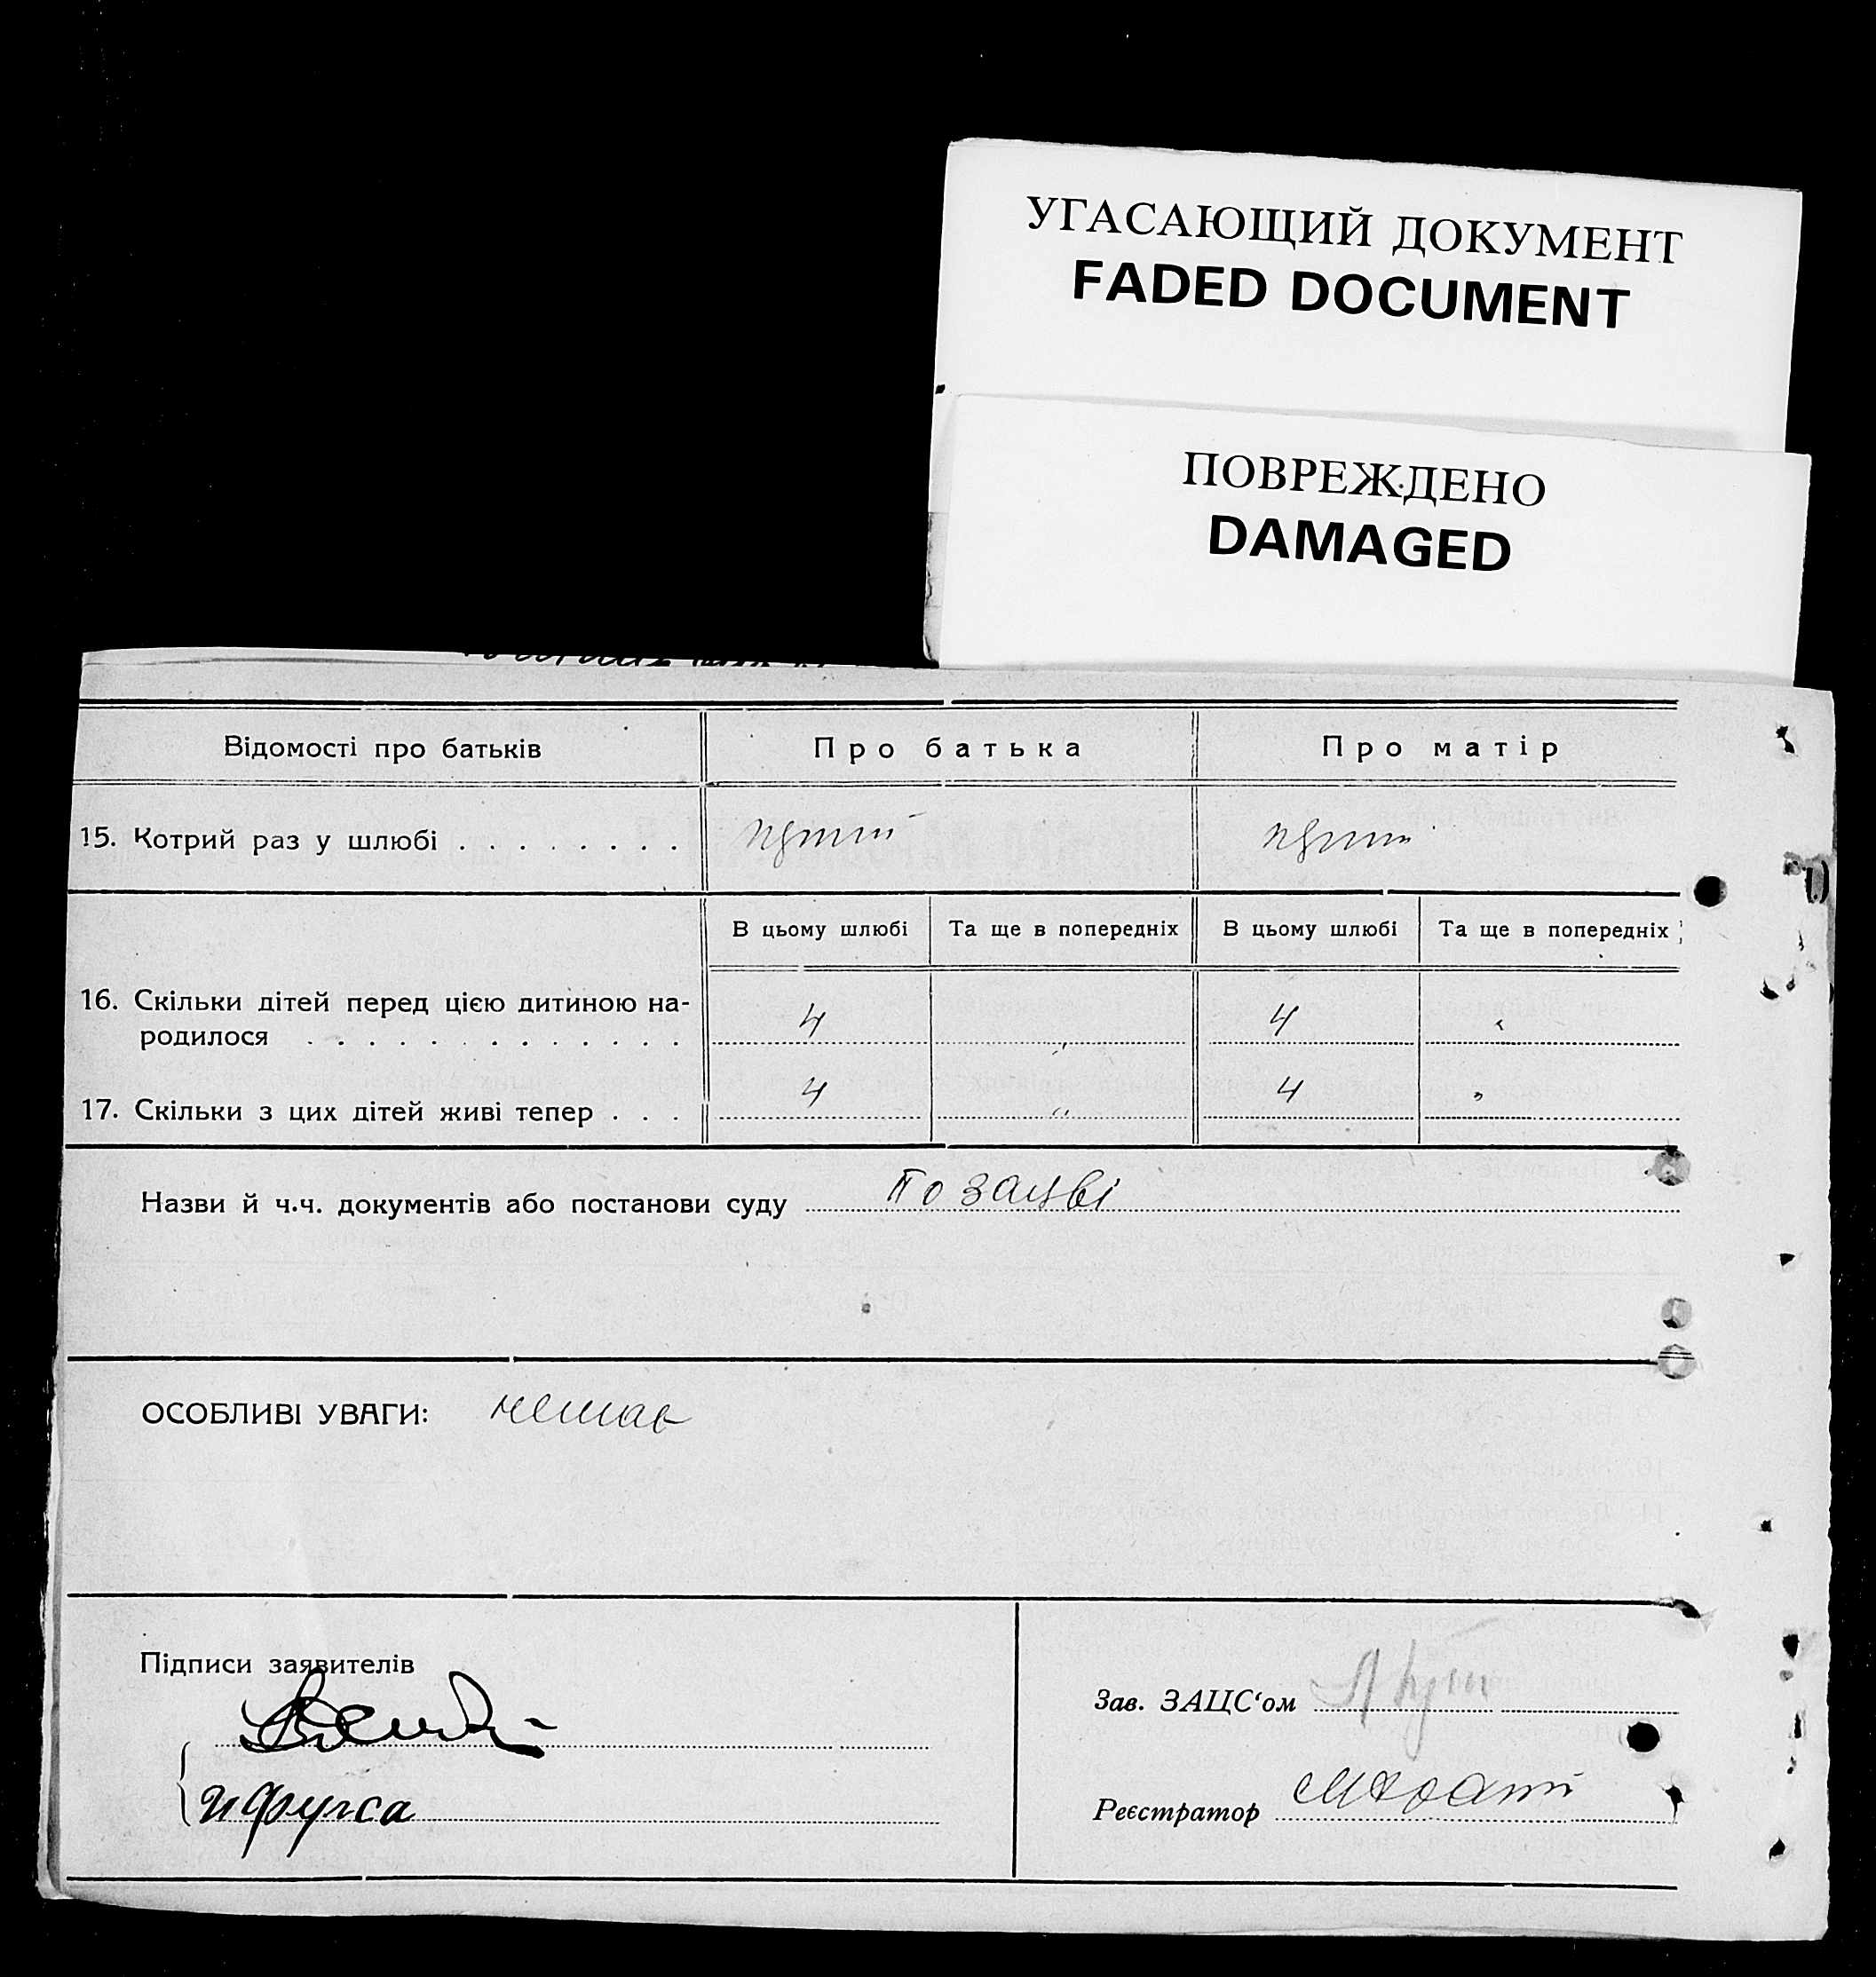 УГАСАЮЩИЙ ДОКУМЕНТ
FADED DOCUMENT
ПОВРЕЖДЕНО
DAMAGED
Відомості про батьків Про батька Про матір
15. Котрий раз у шлюбі . . . . . . . .
В цьому шлюбі Та ще в попередніх В цьому шлюбі Та ще в попередніх
16. Скільки дітей перед цією дитиною на-
родилося . . . . . . . . . . . . . 4 " 4 "
17. Скільки з цих дітей живі тепер . . . 4 " 4 "
Назви й ч.ч. документів або постанови суду По заяві
ОСОБЛИВІ УВАГИ: немає
Підписи заявителів
Зав. ЗАЦС‘ом
Реєстратор